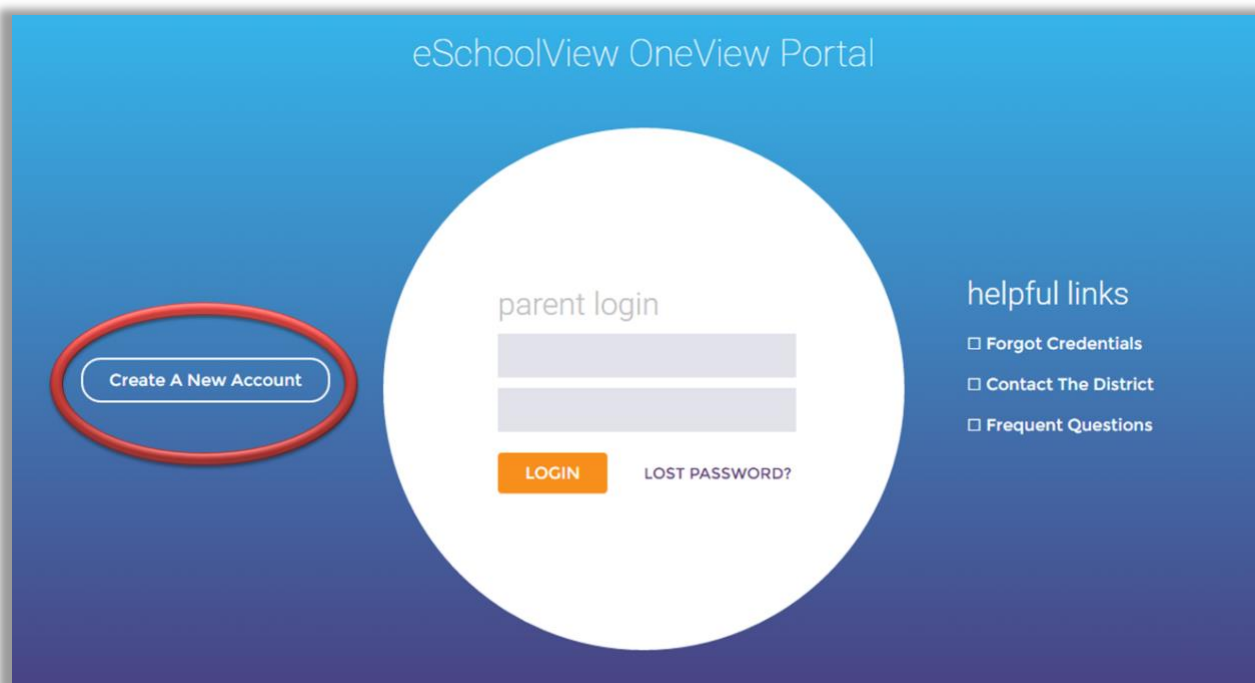 eSchoolView OneView Portal
Create A New Account
parent login
LOGIN
LOST PASSWORD?
helpful links
Forgot Credentials
Contact The District
Frequent Questions